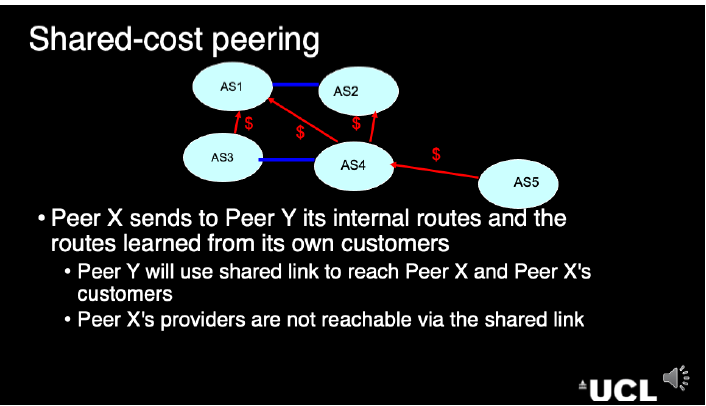 Shared-cost peering
AS1
AS2
$
$
$
AS3
AS4
$
AS5
• Peer X sends to Peer Y its internal routes and the
routes learned from its own customers
• Peer Y will use shared link to reach Peer X and Peer X's
customers
• Peer X's providers are not reachable via the shared link
UCL